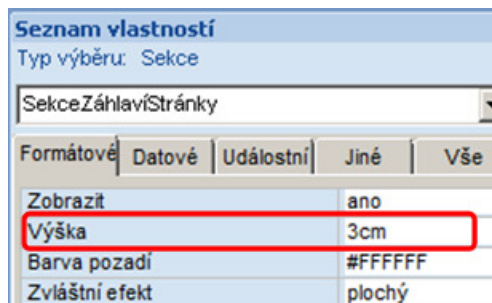 Seznam vlastností
Typ výběru: Sekce
SekceZáhlavíStránky
Formátové Datové Událostní Jiné Vše
Zobrazit ano
Výška 3cm
Barva pozadí #FFFFFF
Zvláštní efekt plochý